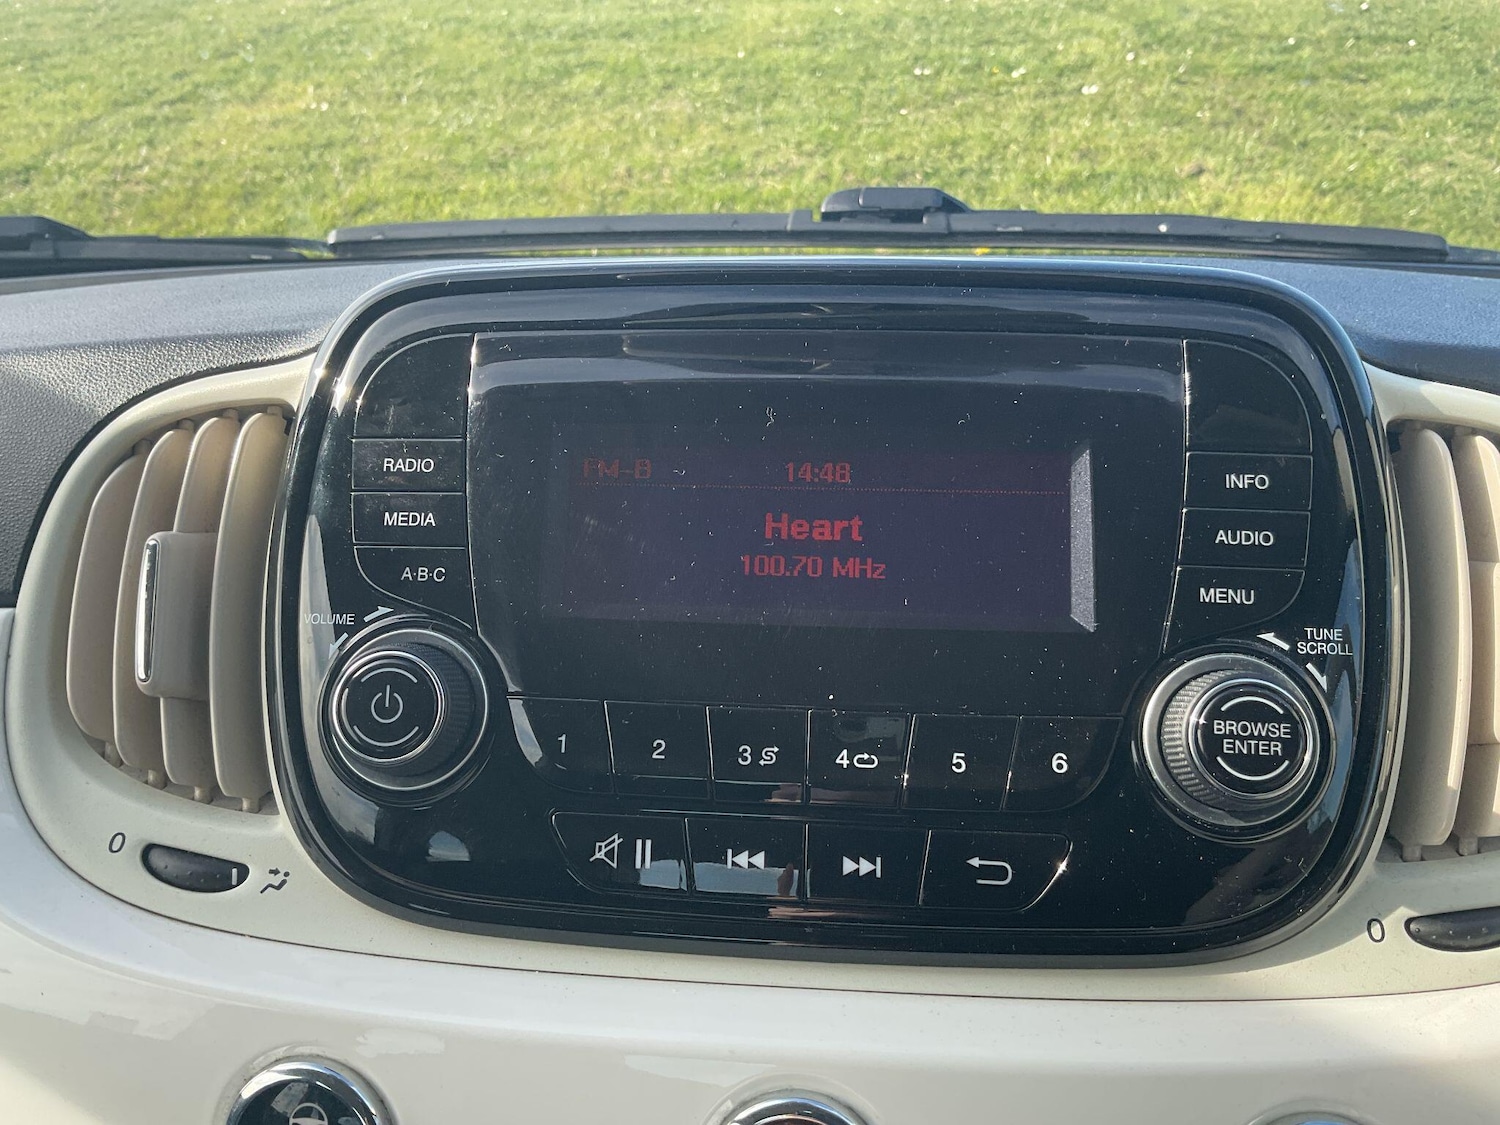 FM-B 14:48
Heart
100.70 MHz
RADIO
MEDIA
A·B·C
VOLUME
INFO
AUDIO
MENU
TUNE
SCROLL
BROWSE
ENTER
1 2 3 4 5 6
0
0